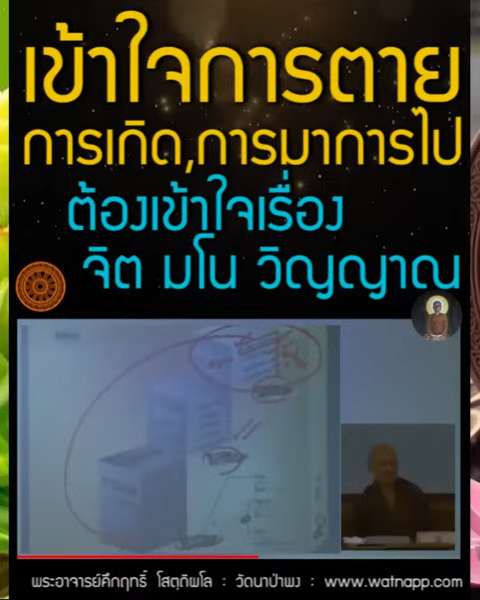 เข้าใจการตาย
การเกิด,การมาการไป
ต้องเข้าใจเรื่อง
จิต มโน วิญญาณ
พระอาจารย์คึกฤทธิ์ โสตฺถิผโล : วัดนาป่าพง : www.watnapp.com